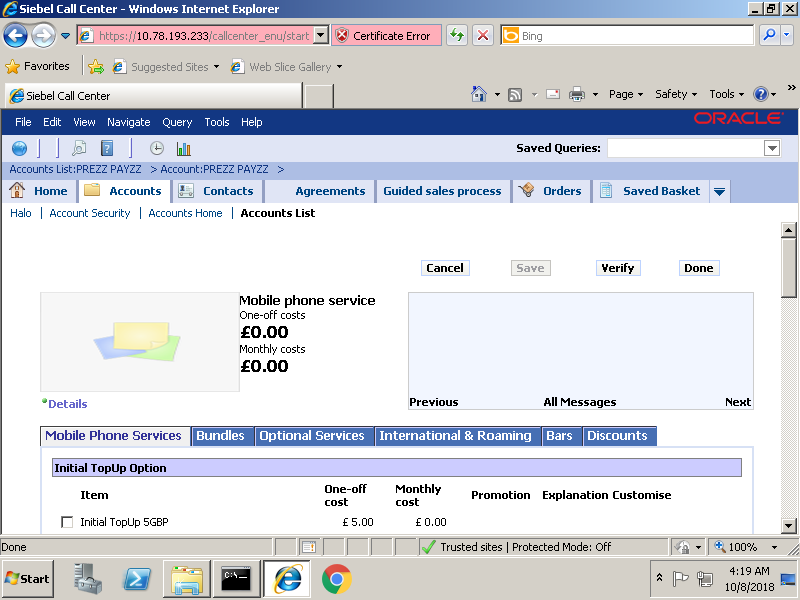 Siebel Call Center - Windows Internet Explorer
https://10.78.193.233/callcenter_enu/start
Certificate Error
Bing
Favorites
Suggested Sites
Web Slice Gallery
Siebel Call Center
Page
Safety
Tools
»
File Edit View Navigate Query Tools Help
ORACLE
Saved Queries:
Accounts List:PREZZ PAYZZ > Account:PREZZ PAYZZ >
Home
Accounts
Contacts
Agreements
Guided sales process
Orders
Saved Basket
Halo | Account Security | Accounts Home | Accounts List
Cancel
Save
Verify
Done
Mobile phone service
One-off costs
£0.00
Monthly costs
£0.00
Details
Previous
All Messages
Next
Mobile Phone Services
Bundles
Optional Services
International & Roaming
Bars
Discounts
Initial TopUp Option
Item
One-off cost
Monthly cost
Promotion
Explanation
Customise
Initial TopUp 5GBP
£ 5.00
£ 0.00
Done
Trusted sites | Protected Mode: Off
100%
Start
C:\
4:19 AM
10/8/2018